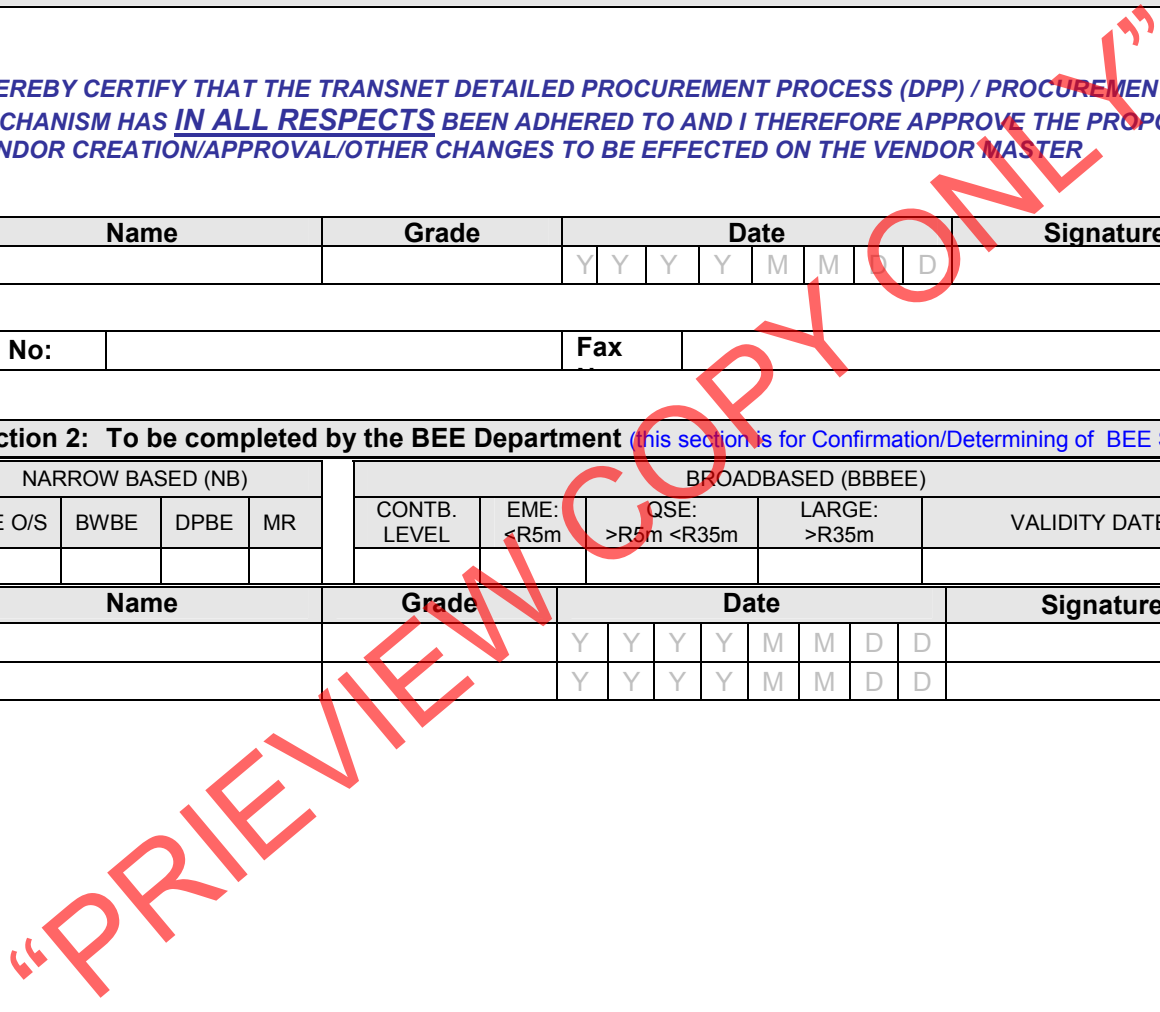 EREBY CERTIFY THAT THE TRANSNET DETAILED PROCUREMENT PROCESS (DPP) / PROCUREMEN
CHANISM HAS IN ALL RESPECTS BEEN ADHERED TO AND I THEREFORE APPROVE THE PROPO
NDOR CREATION/APPROVAL/OTHER CHANGES TO BE EFFECTED ON THE VENDOR MASTER
Name Grade Date Signature
Y Y Y Y M M D D
No: Fax
ction 2: To be completed by the BEE Department (this section is for Confirmation/Determining of BEE
NARROW BASED (NB) BROADBASED (BBBEE)
E O/S BWBE DPBE MR CONTB. LEVEL EME: <R5m QSE: >R5m <R35m LARGE: >R35m VALIDITY DATE
Name Grade Date Signature
Y Y Y Y M M D D
Y Y Y Y M M D D
“PRIEVIEW COPY ONLY”